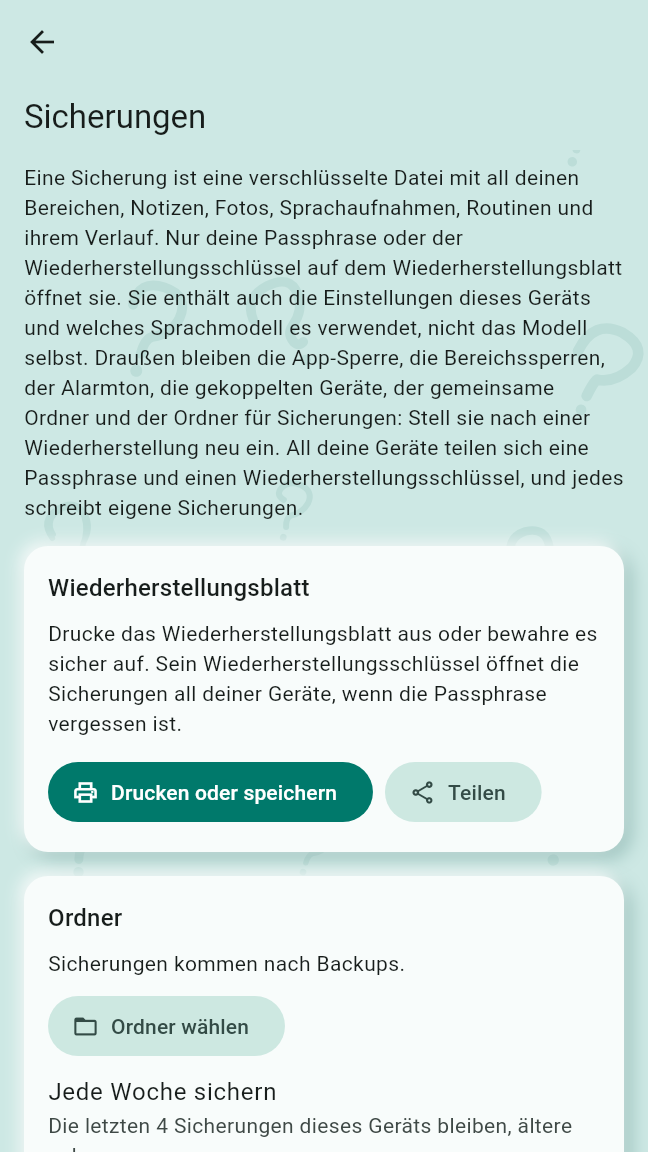 Sicherungen
Eine Sicherung ist eine verschlüsselte Datei mit all deinen
Bereichen, Notizen, Fotos, Sprachaufnahmen, Routinen und
ihrem Verlauf. Nur deine Passphrase oder der
Wiederherstellungsschlüssel auf dem Wiederherstellungsblatt
öffnet sie. Sie enthält auch die Einstellungen dieses Geräts
und welches Sprachmodell es verwendet, nicht das Modell
selbst. Draußen bleiben die App-Sperre, die Bereichssperren,
der Alarmton, die gekoppelten Geräte, der gemeinsame
Ordner und der Ordner für Sicherungen: Stell sie nach einer
Wiederherstellung neu ein. All deine Geräte teilen sich eine
Passphrase und einen Wiederherstellungsschlüssel, und jedes
schreibt eigene Sicherungen.
Wiederherstellungsblatt
Drucke das Wiederherstellungsblatt aus oder bewahre es
sicher auf. Sein Wiederherstellungsschlüssel öffnet die
Sicherungen all deiner Geräte, wenn die Passphrase
vergessen ist.
Drucken oder speichern
Teilen
Ordner
Sicherungen kommen nach Backups.
Ordner wählen
Jede Woche sichern
Die letzten 4 Sicherungen dieses Geräts bleiben, ältere